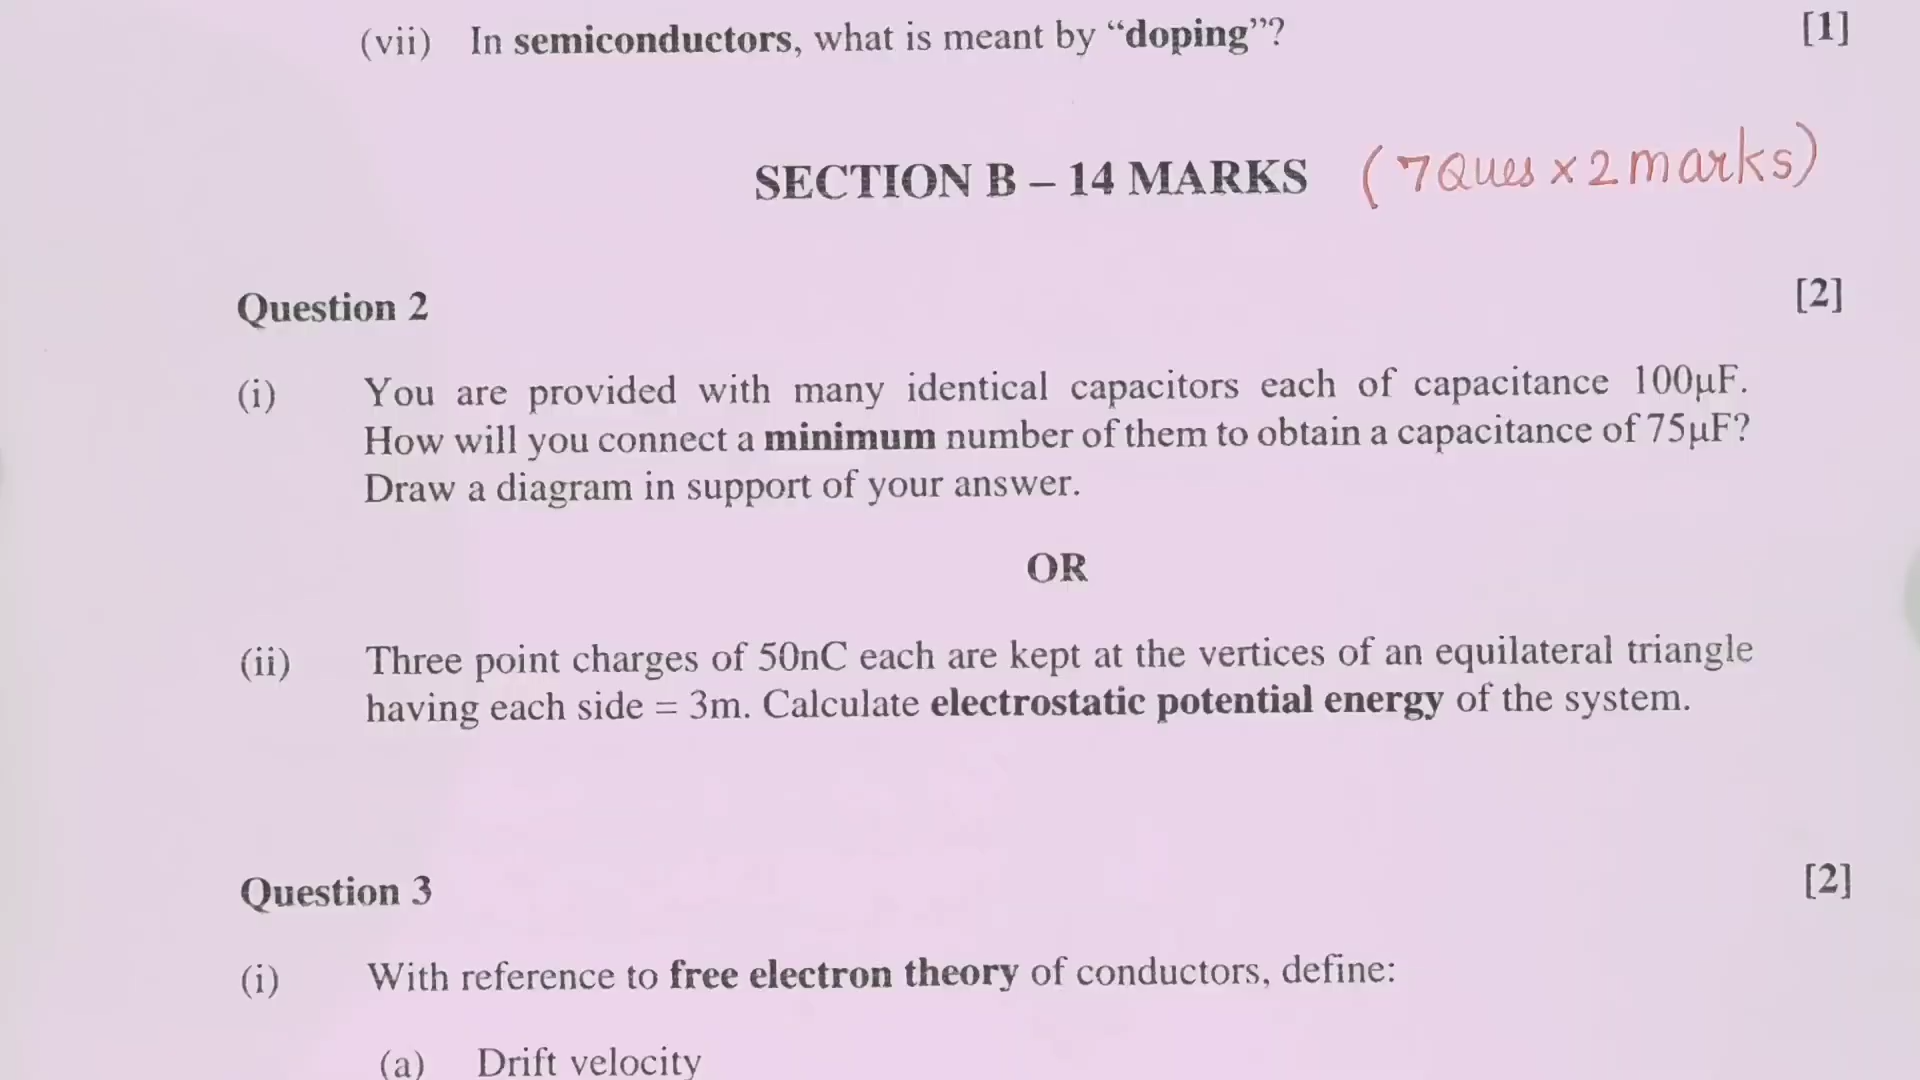 (vii) In semiconductors, what is meant by “doping”? [1]
SECTION B – 14 MARKS (7 Ques x 2 marks)
Question 2 [2]
(i) You are provided with many identical capacitors each of capacitance 100μF.
How will you connect a minimum number of them to obtain a capacitance of 75μF?
Draw a diagram in support of your answer.
OR
(ii) Three point charges of 50nC each are kept at the vertices of an equilateral triangle
having each side = 3m. Calculate electrostatic potential energy of the system.
Question 3 [2]
(i) With reference to free electron theory of conductors, define:
(a) Drift velocity